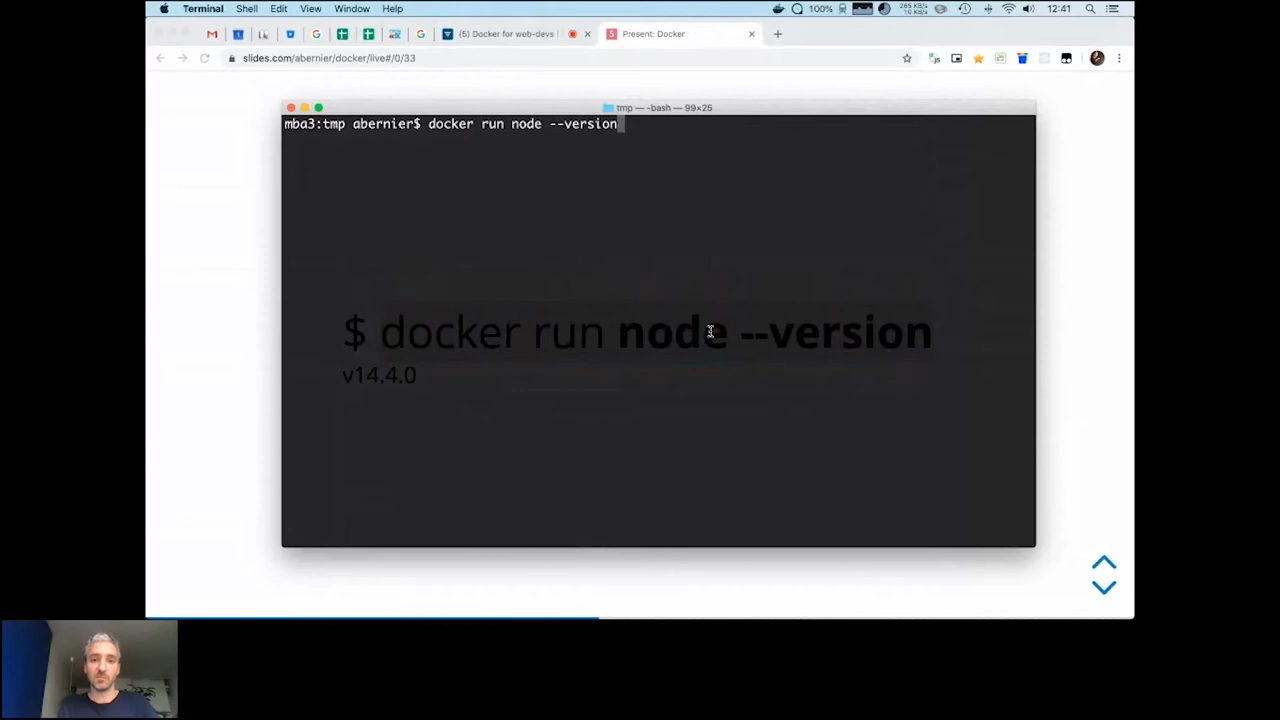 Terminal Shell Edit View Window Help 100% 12:41
(5) Docker for web-devs
Present: Docker
slides.com/abernier/docker/live#/0/33
tmp — -bash — 99×25
mba3:tmp abernier$ docker run node --version
$ docker run node --version
v14.4.0